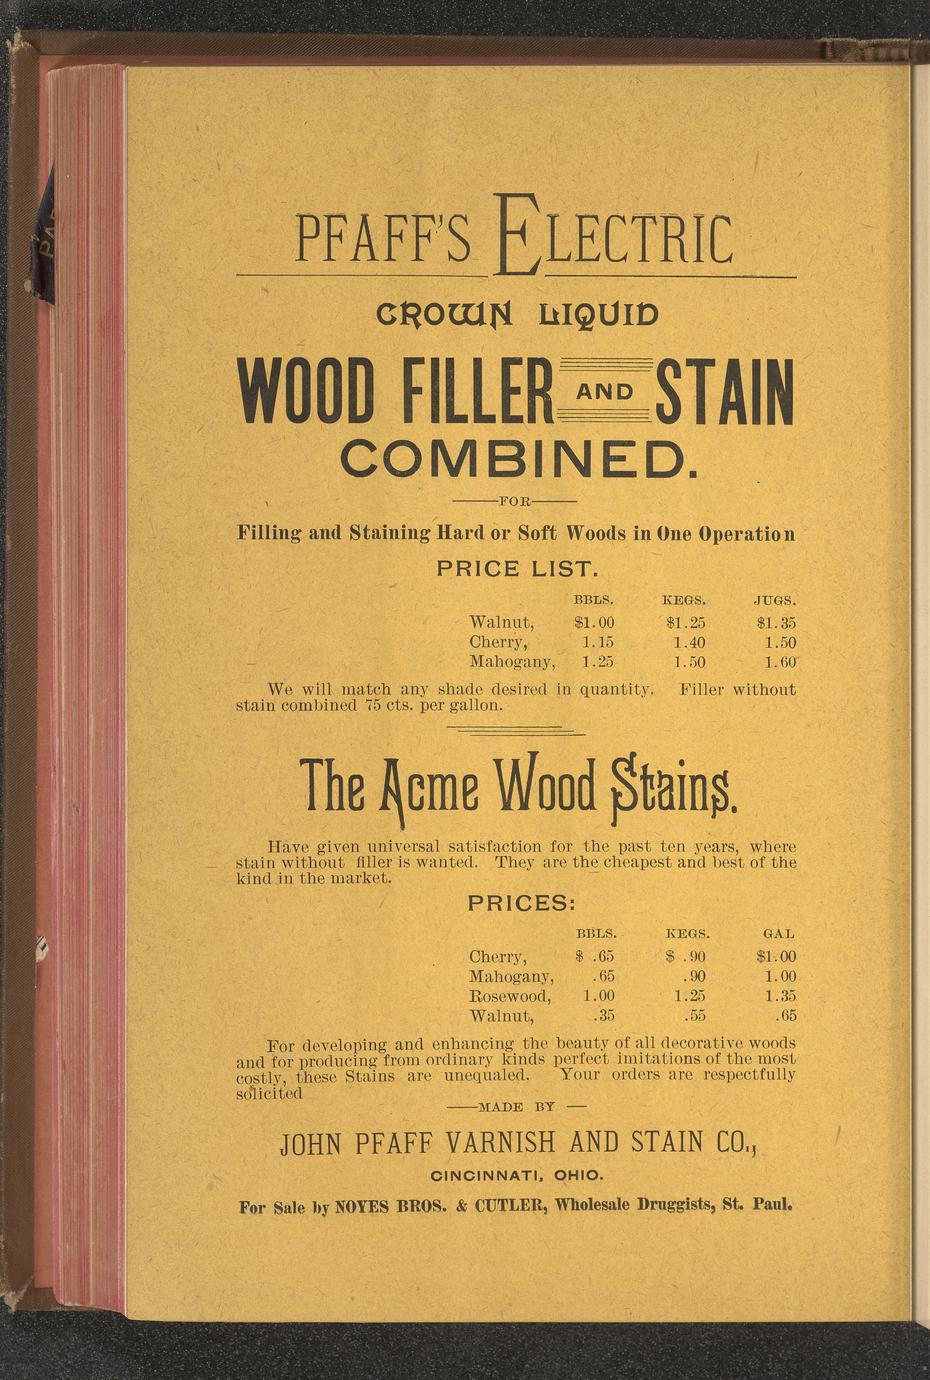 PFAFF'S ELECTRIC
CROWN LIQUID
WOOD FILLER AND STAIN
COMBINED.
FOR
Filling and Staining Hard or Soft Woods in One Operation
PRICE LIST.
BBLS. KEGS. JUGS.
Walnut, $1.00 $1.25 $1.35
Cherry, 1.15 1.40 1.50
Mahogany, 1.25 1.50 1.60
We will match any shade desired in quantity. Filler without
stain combined 75 cts. per gallon.
The Acme Wood Stains.
Have given universal satisfaction for the past ten years, where
stain without filler is wanted. They are the cheapest and best of the
kind in the market.
PRICES:
BBLS. KEGS. GAL
Cherry, $ .65 $ .90 $1.00
Mahogany, .65 .90 1.00
Rosewood, 1.00 1.25 1.35
Walnut, .35 .55 .65
For developing and enhancing the beauty of all decorative woods
and for producing from ordinary kinds perfect imitations of the most
costly, these Stains are unequaled. Your orders are respectfully
solicited
MADE BY
JOHN PFAFF VARNISH AND STAIN CO.,
CINCINNATI, OHIO.
For Sale by NOYES BROS. & CUTLER, Wholesale Druggists, St. Paul.